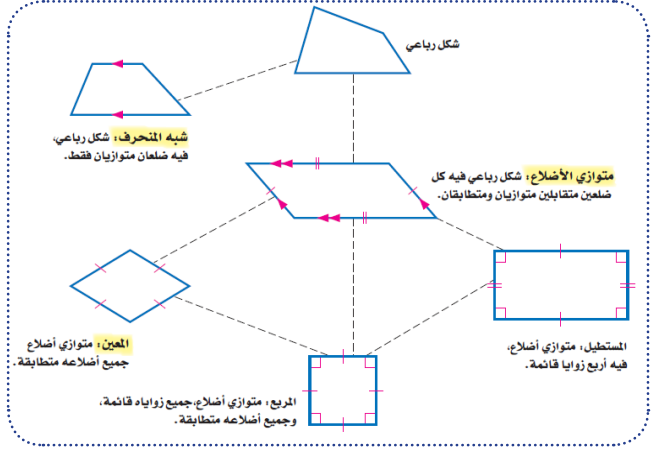 شكل رباعي
شبه المنحرف: شكل رباعي،
فيه ضلعان متوازيان فقط.
متوازي الأضلاع: شكل رباعي فيه كل
ضلعين متقابلين متوازيان ومتطابقان.
المعين: متوازي أضلاع
جميع أضلاعه متطابقة.
المستطيل: متوازي أضلاع،
فيه أربع زوايا قائمة.
المربع: متوازي أضلاع، جميع زواياه قائمة،
وجميع أضلاعه متطابقة.